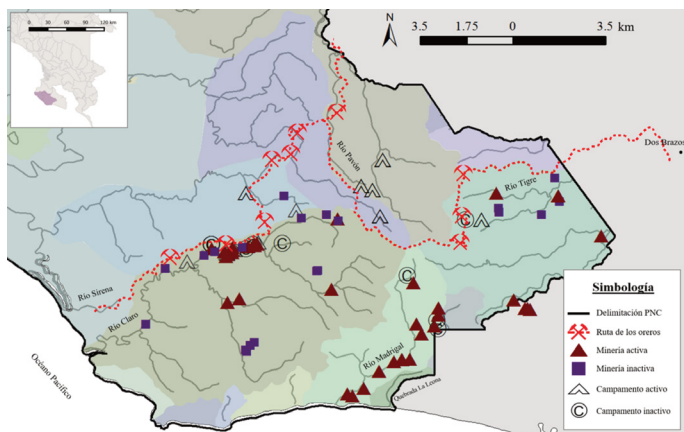 0 30 60 90 120 km
N
3.5 1.75 0 3.5 km
Dos Brazos
Río Pavón
Río Tigre
Río Sirena
Río Claro
Río Madrigal
Quebrada La Leona
Océano Pacífico
Simbología
Delimitación PNC
Ruta de los oreros
Minería activa
Minería inactiva
Campamento activo
© Campamento inactivo